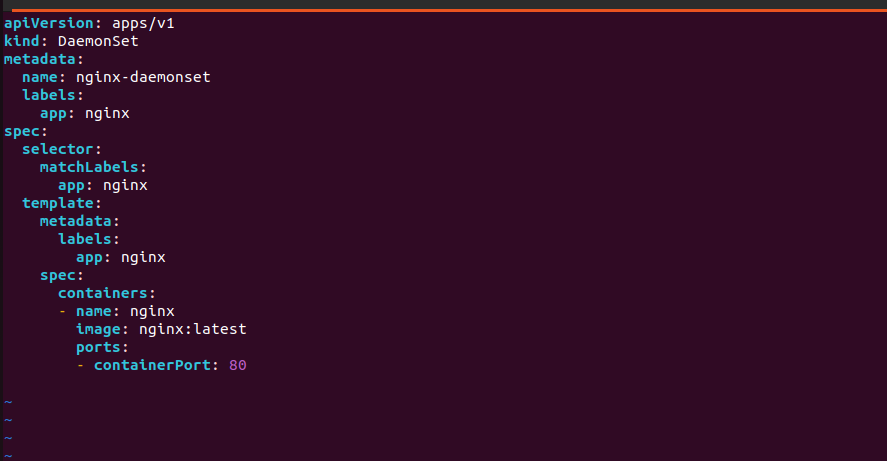 apiVersion: apps/v1
kind: DaemonSet
metadata:
  name: nginx-daemonset
  labels:
    app: nginx
spec:
  selector:
    matchLabels:
      app: nginx
  template:
    metadata:
      labels:
        app: nginx
    spec:
      containers:
      - name: nginx
        image: nginx:latest
        ports:
        - containerPort: 80

~
~
~
~